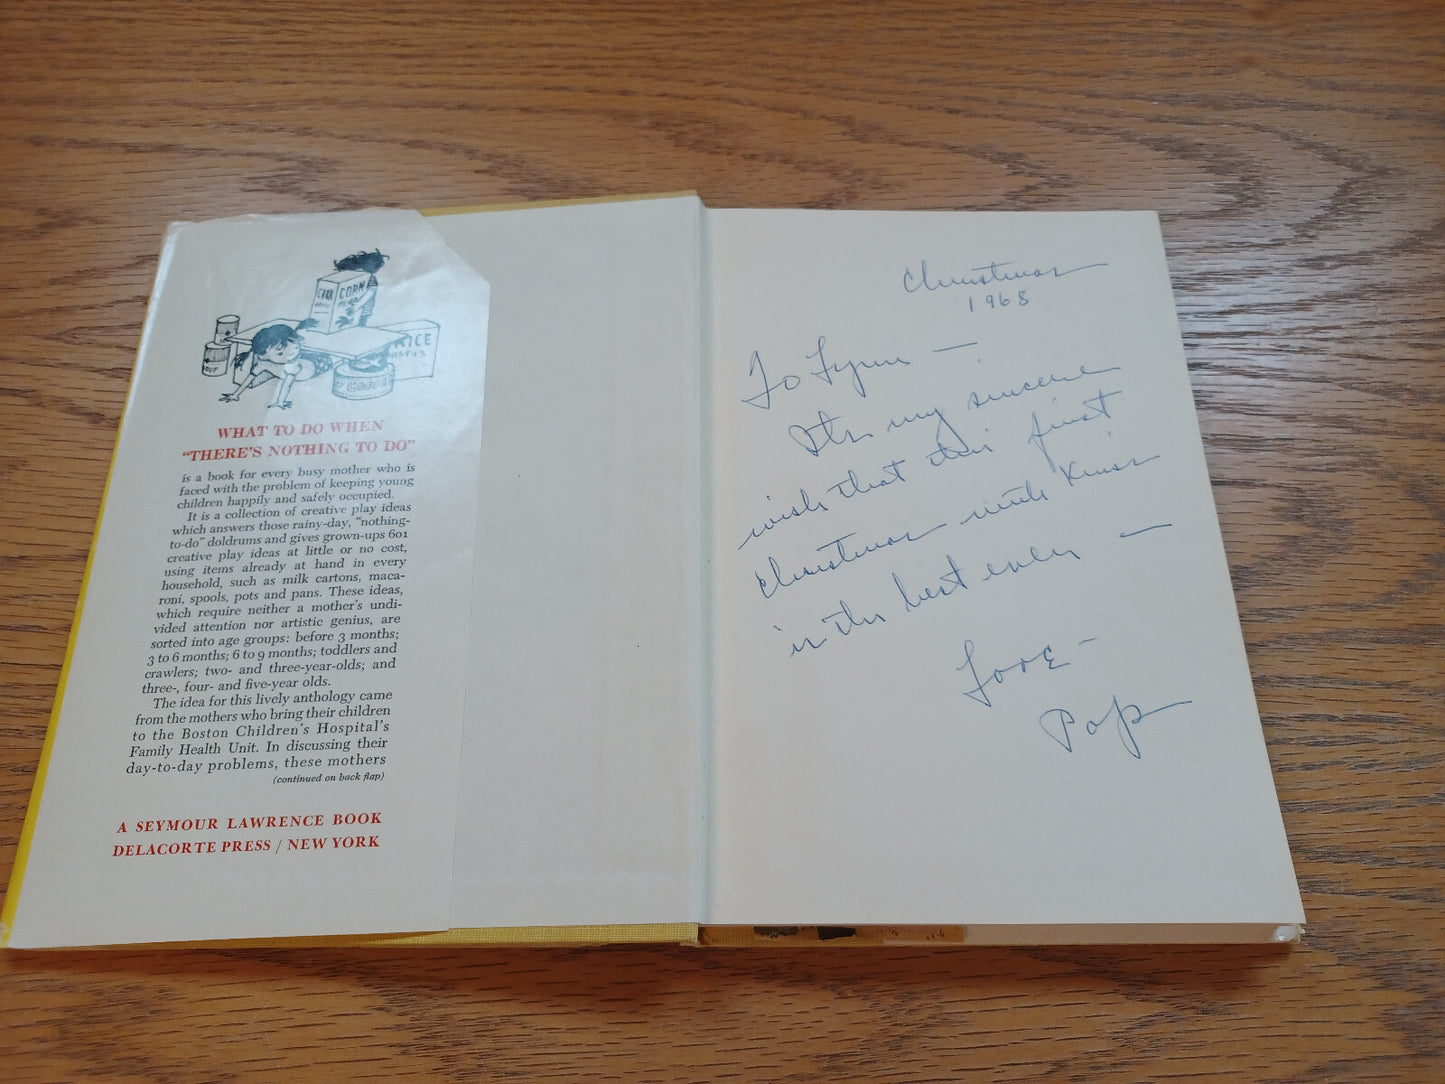 CORN
CORN
RICE
SOUP
WHAT TO DO WHEN
"THERE'S NOTHING TO DO"
is a book for every busy mother who is
faced with the problem of keeping young
children happily and safely occupied.
It is a collection of creative play ideas
which answers those rainy-day, "nothing-
to-do" doldrums and gives grown-ups 601
creative play ideas at little or no cost,
using items already at hand in every
household, such as milk cartons, maca-
roni, spools, pots and pans. These ideas,
which require neither a mother's undi-
vided attention nor artistic genius, are
sorted into age groups: before 3 months;
3 to 6 months; 6 to 9 months; toddlers and
crawlers; two- and three-year-olds; and
three-, four- and five-year olds.
The idea for this lively anthology came
from the mothers who bring their children
to the Boston Children's Hospital's
Family Health Unit. In discussing their
day-to-day problems, these mothers
(continued on back flap)
A SEYMOUR LAWRENCE BOOK
DELACORTE PRESS / NEW YORK
Christmas
1968
To Lynn —
Its my sincere
wish that this first
Christmas with
is the best ever —
Love –
Pop